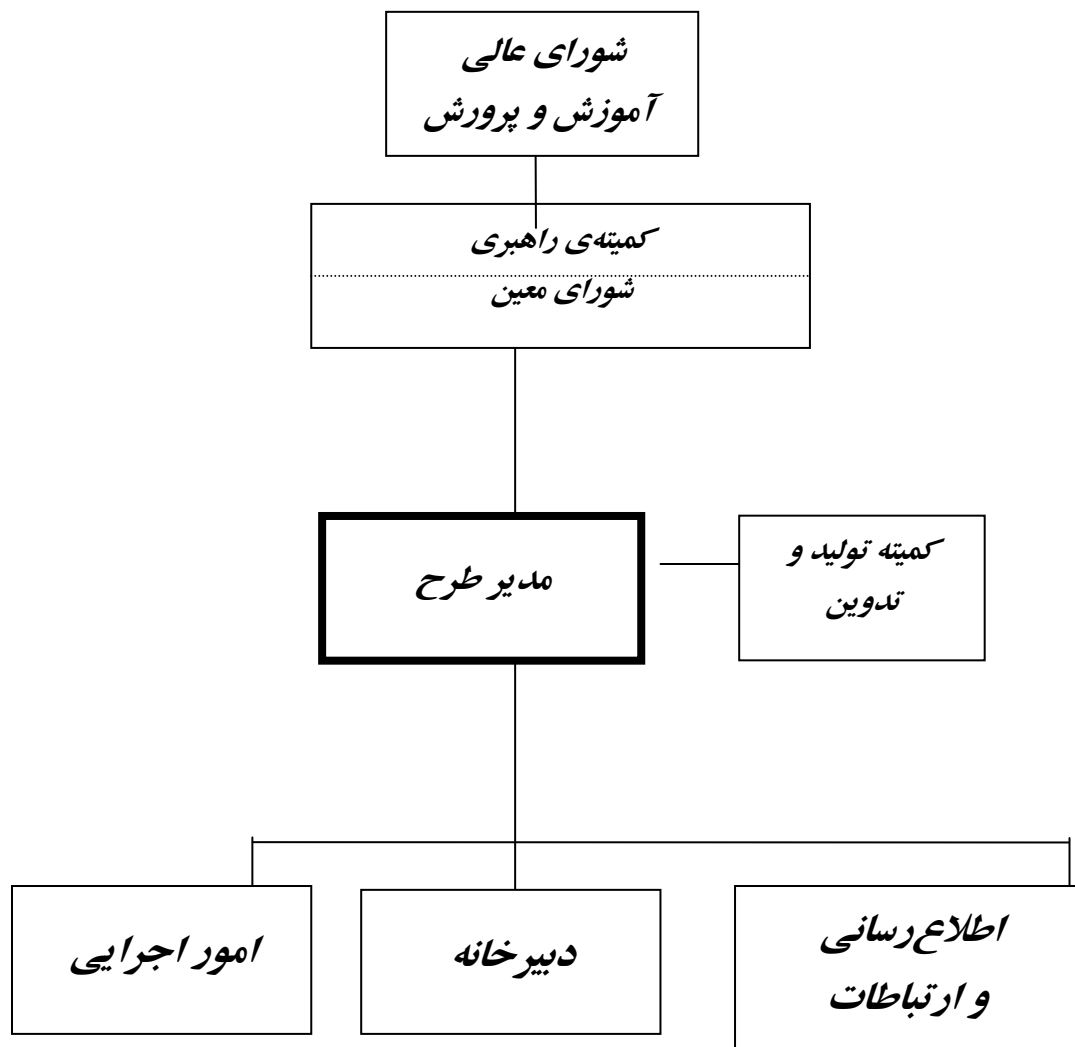 شورای عالی
آموزش و پرورش
کمیته‌ی راهبری
شورای معین
مدیر طرح
کمیته تولید و
تدوین
اطلاع‌رسانی
و ارتباطات
دبیرخانه
امور اجرایی